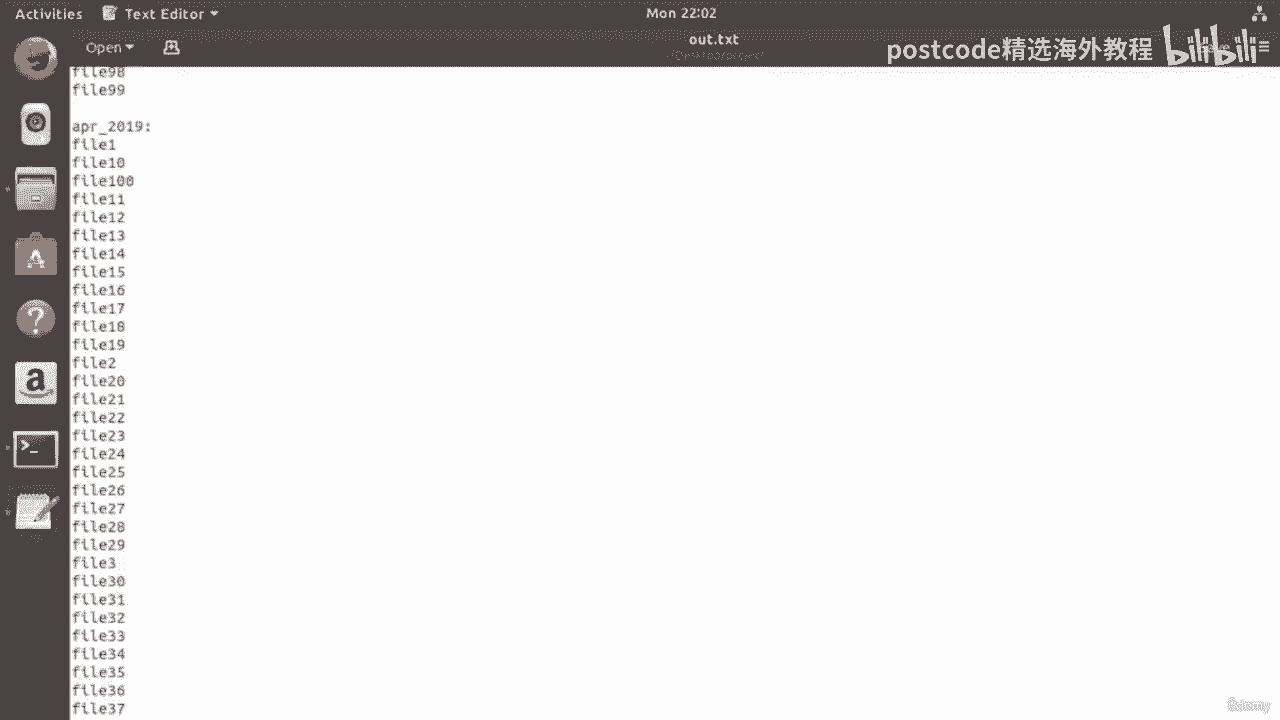 Activities Text Editor Mon 22:02
Open out.txt
postcode精选海外教程 bilibili
file98
file99
apr_2019:
file1
file10
file100
file11
file12
file13
file14
file15
file16
file17
file18
file19
file2
file20
file21
file22
file23
file24
file25
file26
file27
file28
file29
file3
file30
file31
file32
file33
file34
file35
file36
file37
Udemy